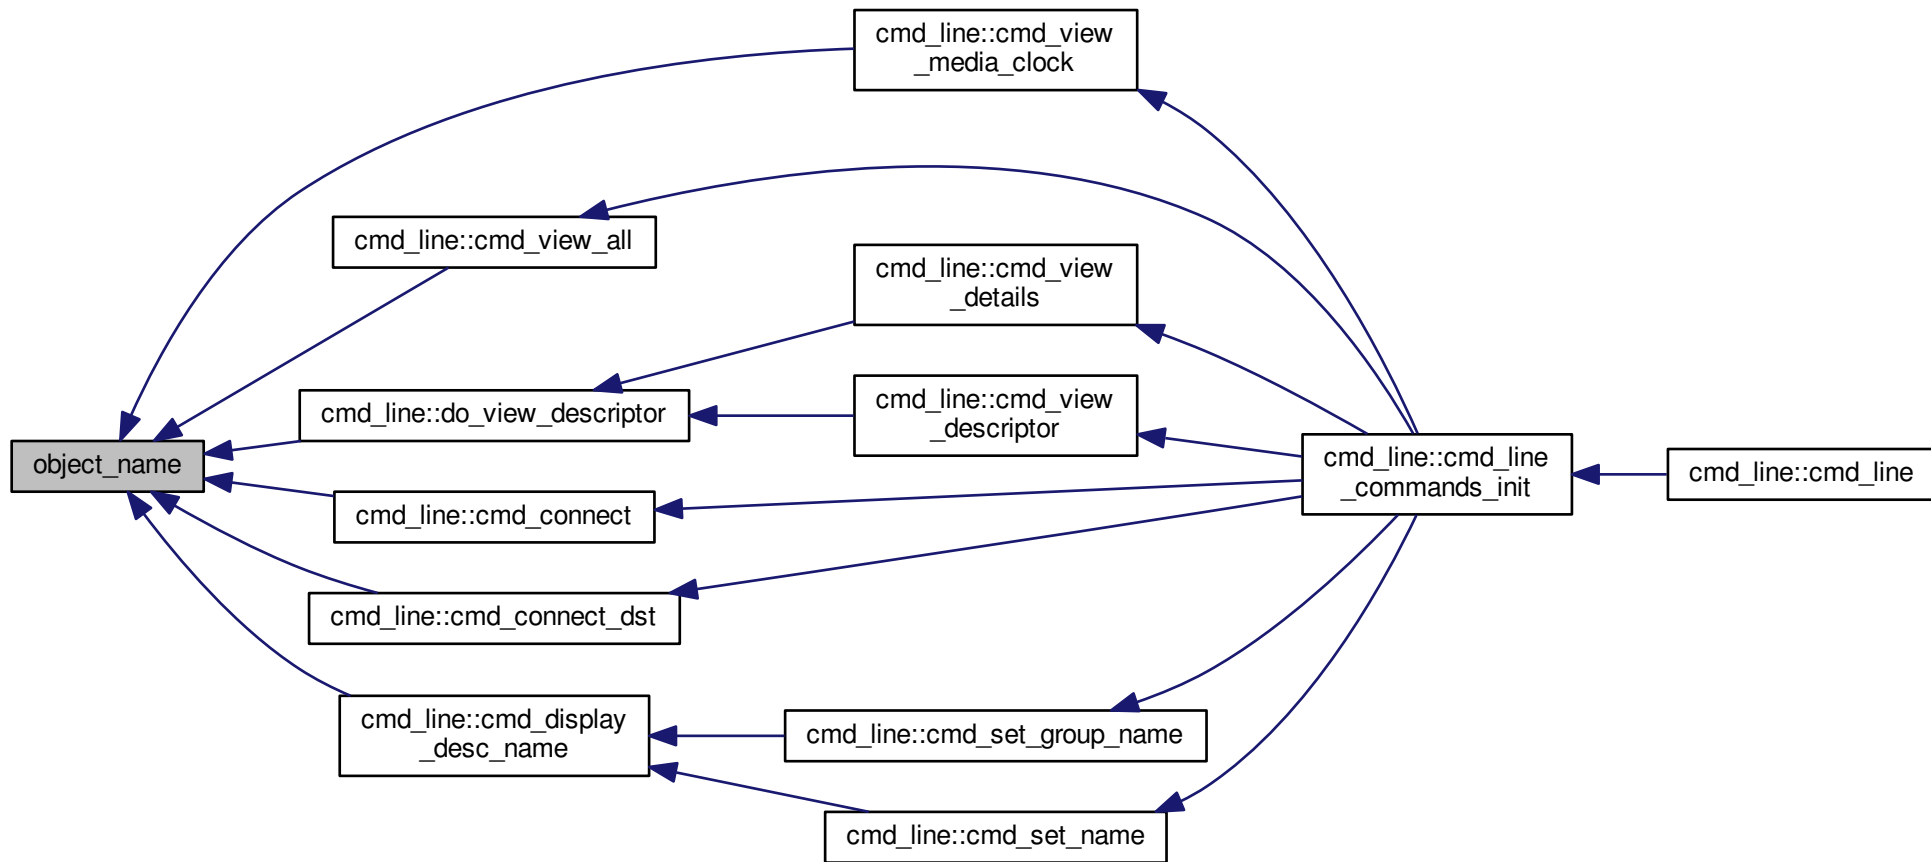 cmd_line::cmd_view
_media_clock
cmd_line::cmd_view_all
cmd_line::cmd_view
_details
cmd_line::do_view_descriptor
cmd_line::cmd_view
_descriptor
object_name
cmd_line::cmd_line
_commands_init
cmd_line::cmd_line
cmd_line::cmd_connect
cmd_line::cmd_connect_dst
cmd_line::cmd_display
_desc_name
cmd_line::cmd_set_group_name
cmd_line::cmd_set_name